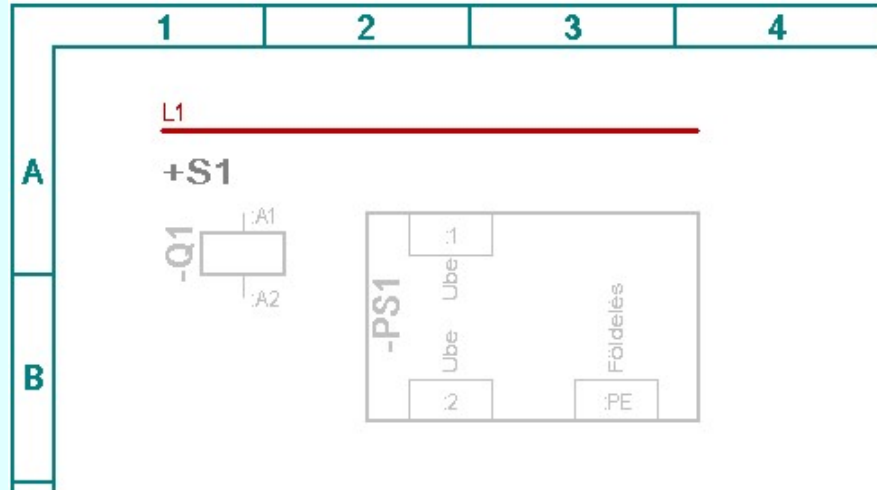 1 2 3 4
L1
A
+S1
:A1
-Q1
:A2
:1
Ube
-PS1
Ube
Földelés
B
:2
:PE